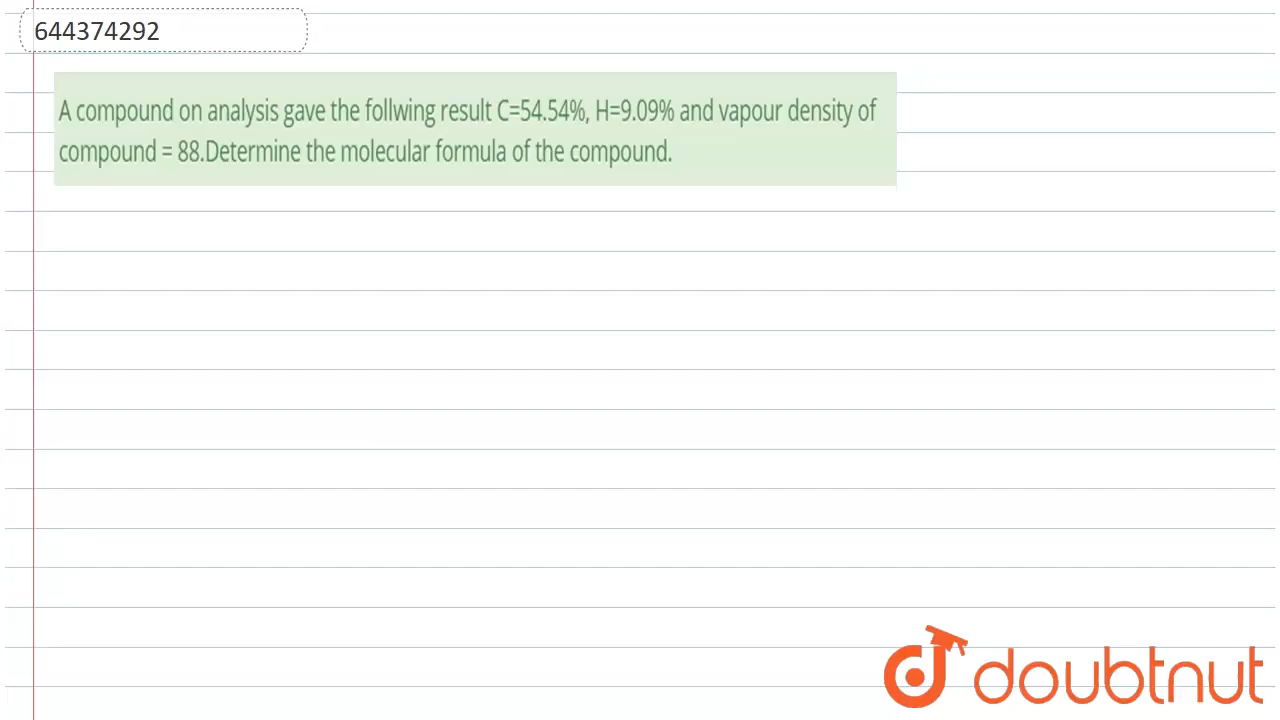 644374292
A compound on analysis gave the follwing result C=54.54%, H=9.09% and vapour density of
compound = 88.Determine the molecular formula of the compound.
doubtnut